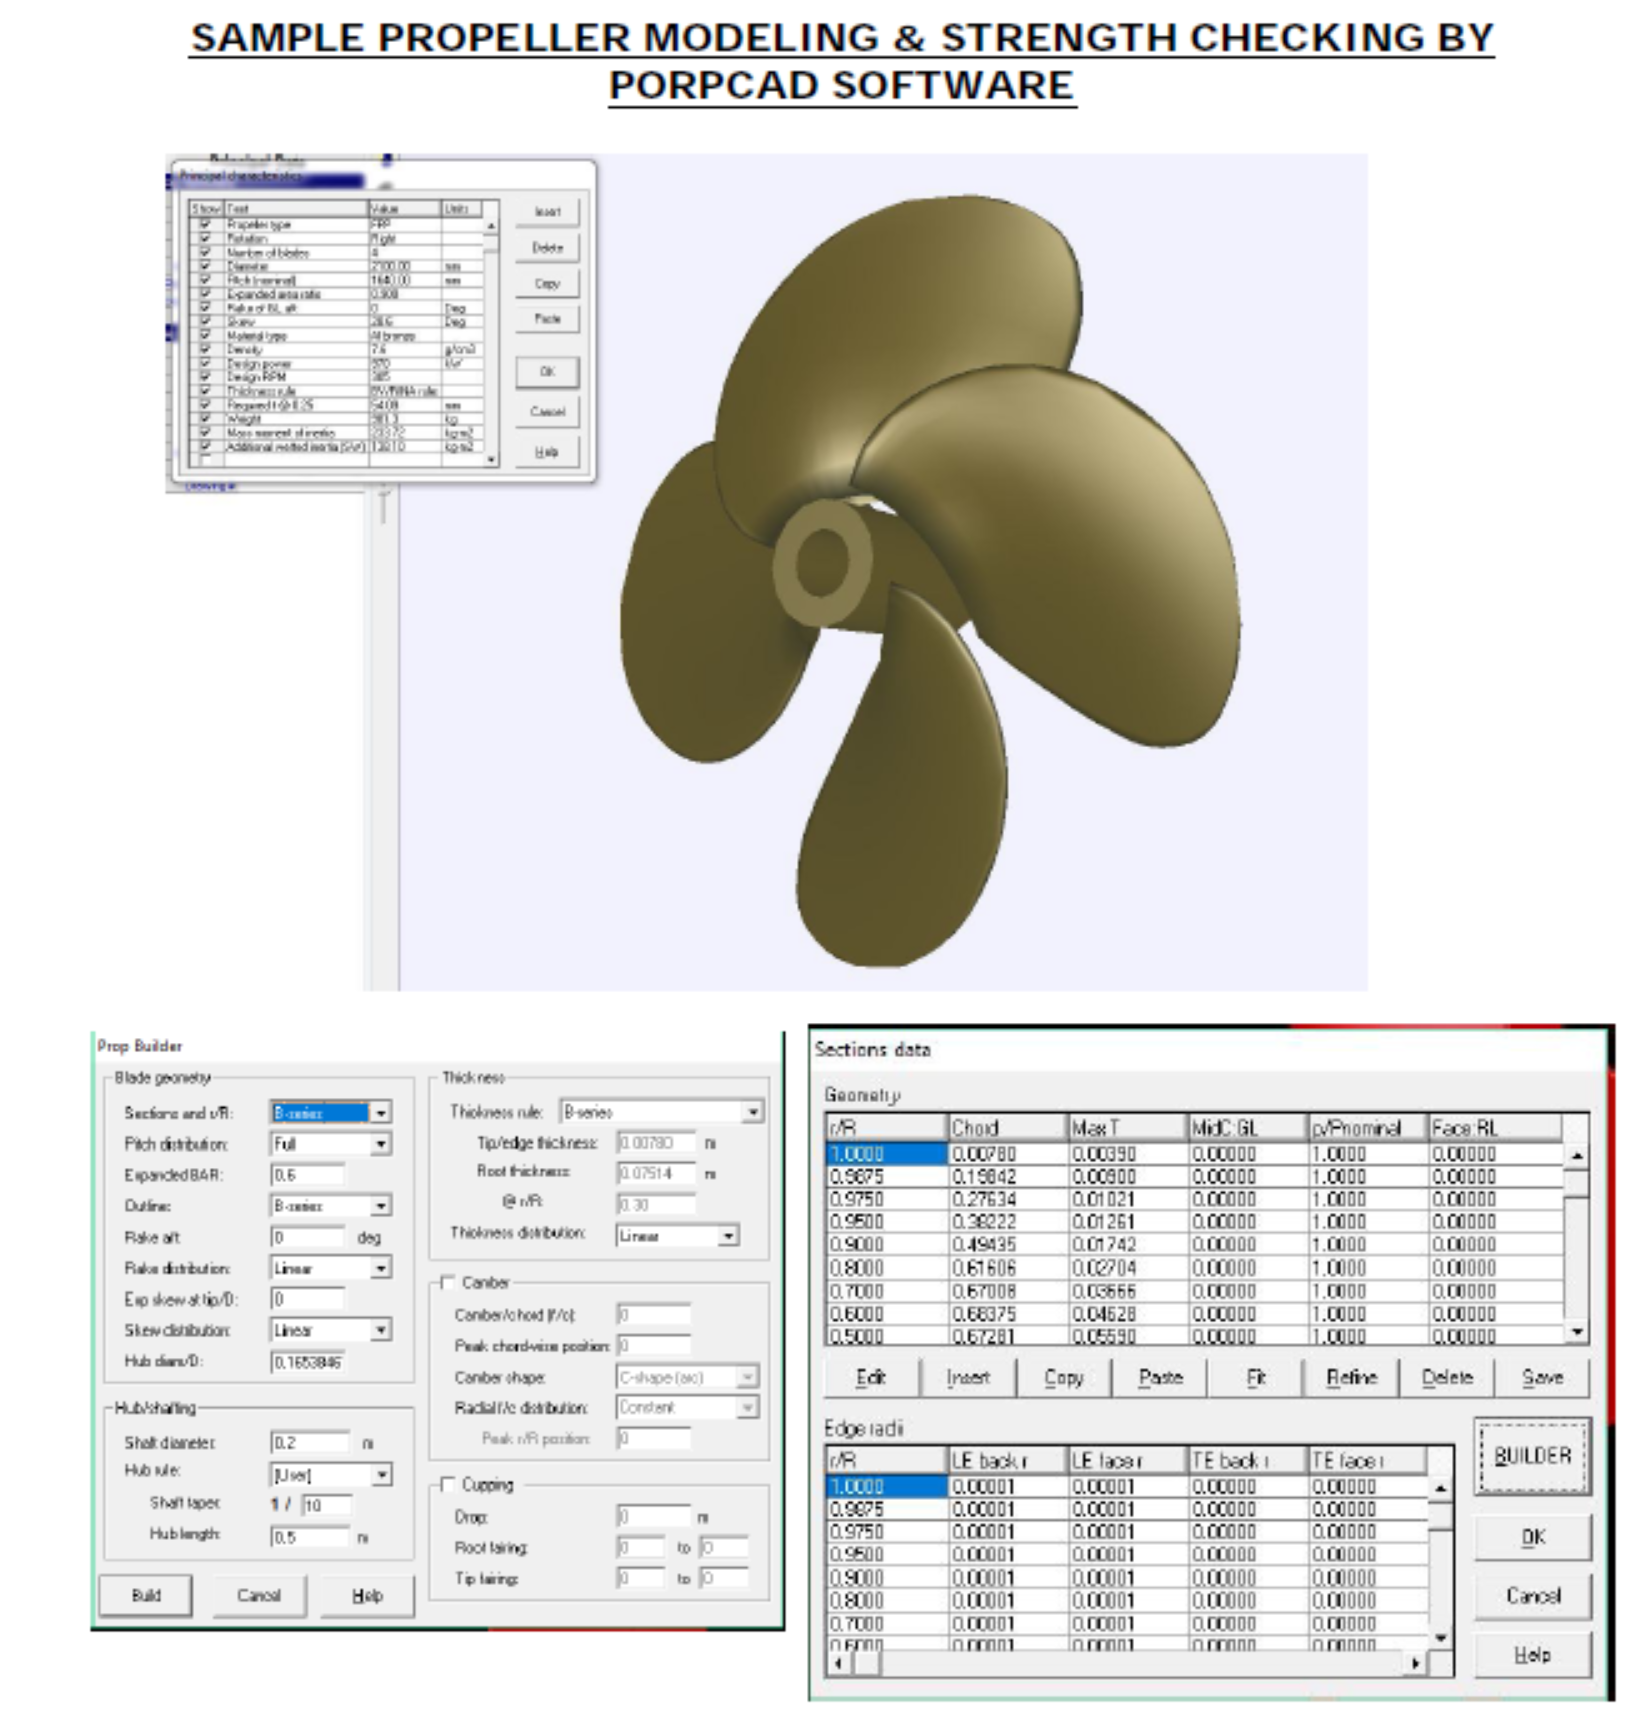 SAMPLE PROPELLER MODELING & STRENGTH CHECKING BY
PORPCAD SOFTWARE
Principal characteristics
Show Text Value Units
Propeller type FPP
Rotation Right
Number of blades 4
Diameter 2100.00 mm
Pitch (nominal) 1640.00 mm
Expanded area ratio 0.908
Rake of BL aft 0 Deg
Skew 28.6 Deg
Material type Al bronze
Density 7.6 g/cm3
Design power 970 kW
Design RPM 385
Thickness rule BV/RINA rule
Required t @ 0.25 mm
Weight kg
Mass moment of inertia kg-m2
Additional wetted inertia kg-m2
Insert
Delete
Copy
Paste
OK
Cancel
Help
Prop Builder
Blade geometry
Sections and r/R: B-series
Pitch distribution: Full
Expanded BAR: 0.6
Outline: B-series
Rake aft 0 deg
Rake distribution: Linear
Exp skew at tip/D: 0
Skew distribution: Linear
Hub diam/D: 0.1653846
Hub/shafting
Shaft diameter: 0.2 m
Hub rule: [User]
Shaft taper: 1 / 10
Hub length: 0.5 m
Build Cancel Help
Thickness
Thickness rule: B-series
Tip/edge thickness: 0.00780 m
Root thickness: 0.07514 m
@ r/R: 0.30
Thickness distribution: Linear
Camber
Camber/chord (f/c): 0
Peak chord-wise position: 0
Camber shape: C-shape (arc)
Radial f/c distribution: Constant
Peak r/R position: 0
Cupping
Drop: 0 m
Root fairing: 0 to 0
Tip fairing: 0 to 0
Sections data
Geometry
r/R Chord Max T MidC:GL p/Pnominal Face:RL
1.0000 0.00780 0.00390 0.00000 1.0000 0.00000
0.9875 0.19842 0.00900 0.00000 1.0000 0.00000
0.9750 0.27634 0.01021 0.00000 1.0000 0.00000
0.9500 0.38222 0.01261 0.00000 1.0000 0.00000
0.9000 0.49435 0.01742 0.00000 1.0000 0.00000
0.8000 0.61606 0.02704 0.00000 1.0000 0.00000
0.7000 0.67008 0.03666 0.00000 1.0000 0.00000
0.6000 0.68375 0.04628 0.00000 1.0000 0.00000
0.5000 0.67281 0.05590 0.00000 1.0000 0.00000
Edit Insert Copy Paste Fit Refine Delete Save
Edge radii
r/R LE back r LE face r TE back r TE face r
1.0000 0.00001 0.00001 0.00000 0.00000
0.9875 0.00001 0.00001 0.00000 0.00000
0.9750 0.00001 0.00001 0.00000 0.00000
0.9500 0.00001 0.00001 0.00000 0.00000
0.9000 0.00001 0.00001 0.00000 0.00000
0.8000 0.00001 0.00001 0.00000 0.00000
0.7000 0.00001 0.00001 0.00000 0.00000
0.6000 0.00001 0.00001 0.00000 0.00000
BUILDER
OK
Cancel
Help